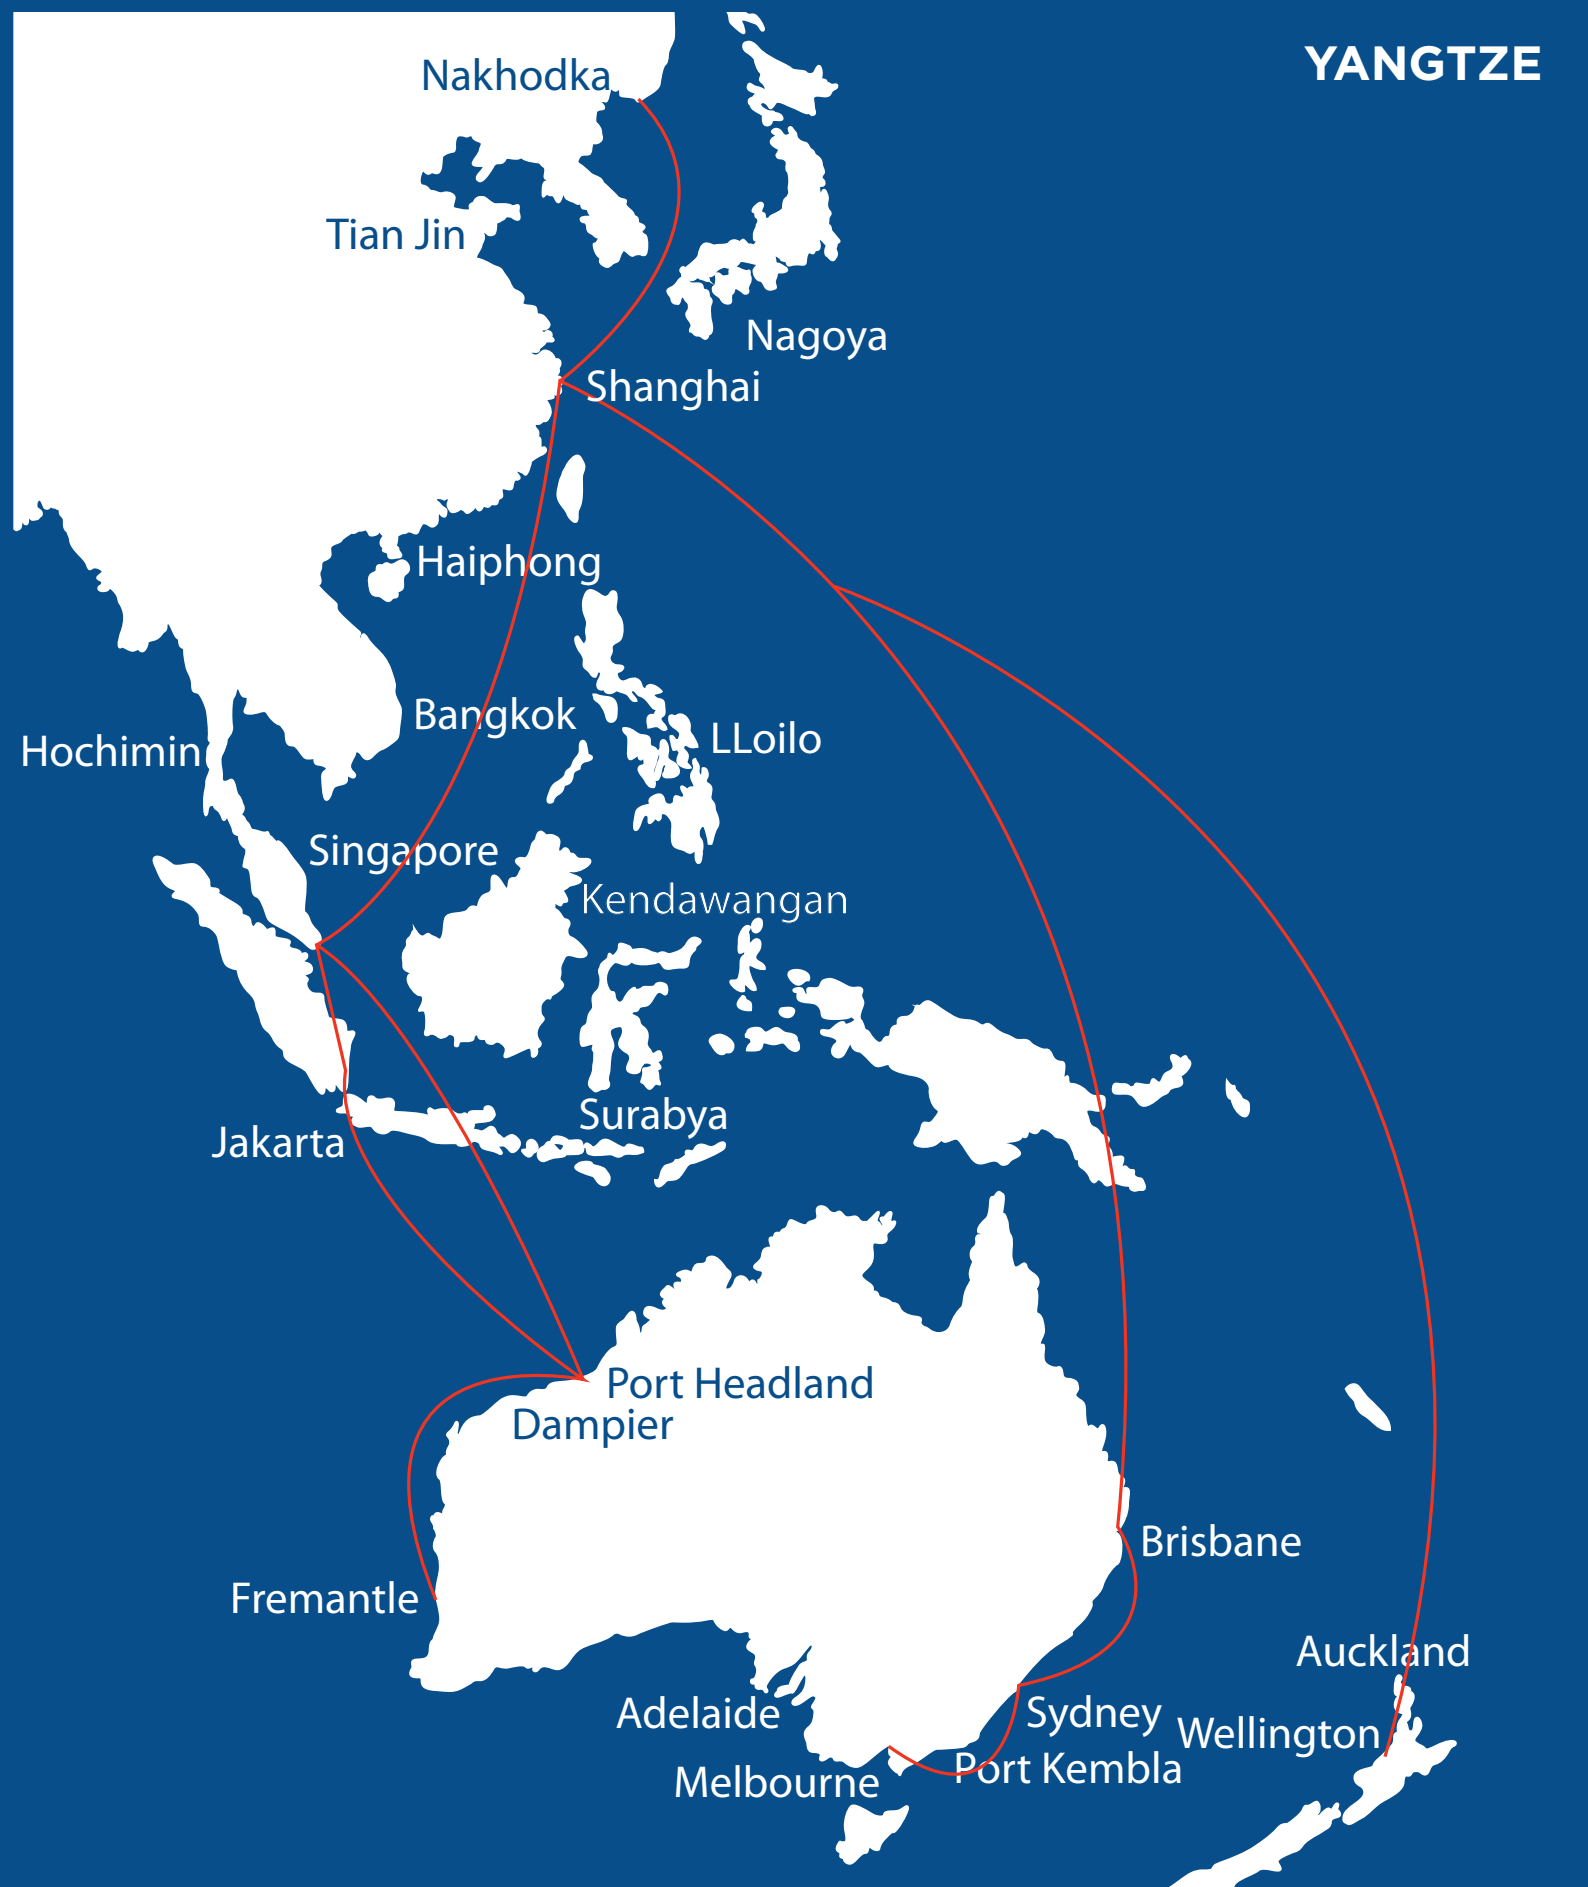 YANGTZE
Nakhodka
Tian Jin
Nagoya
Shanghai
Haiphong
Bangkok
LLoilo
Hochimin
Singapore
Kendawangan
Surabya
Jakarta
Port Headland
Dampier
Brisbane
Fremantle
Auckland
Adelaide
Sydney
Wellington
Port Kembla
Melbourne